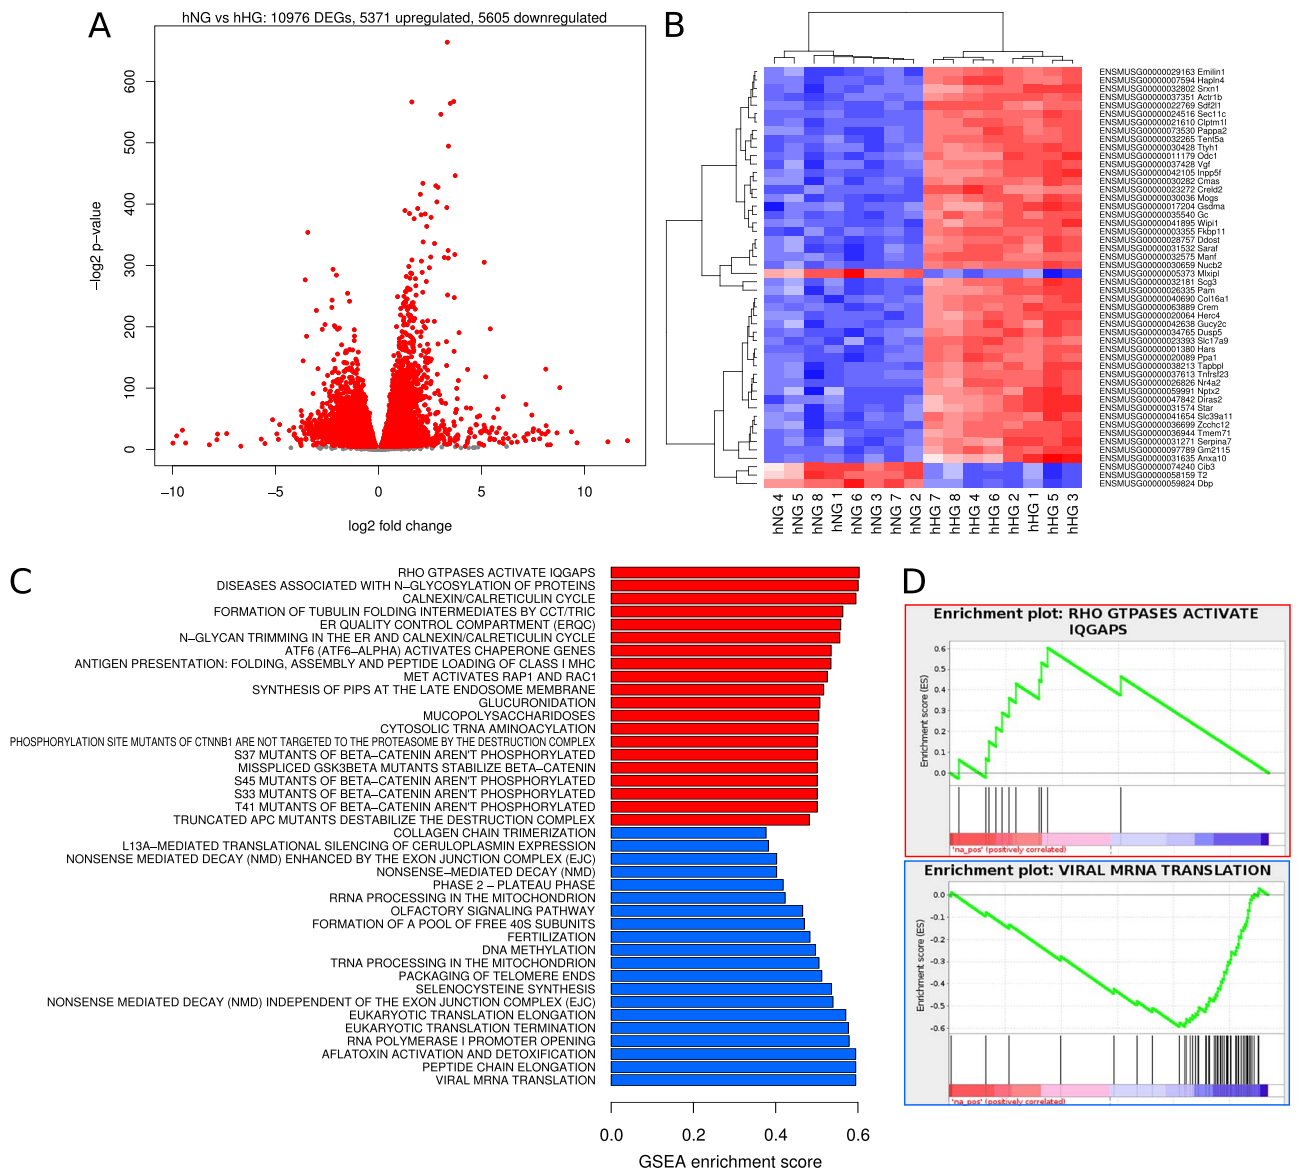 A
hNG vs hHG: 10976 DEGs, 5371 upregulated, 5605 downregulated
−log2 p−value
600
500
400
300
200
100
0
−10
−5
0
5
10
log2 fold change
B
ENSMUSG00000029163 Emilin1
ENSMUSG00000007594 Hapln4
ENSMUSG00000032802 Srxn1
ENSMUSG00000037351 Actr1b
ENSMUSG00000022769 Sdf2l1
ENSMUSG00000024516 Sec11c
ENSMUSG00000021610 Clptm1l
ENSMUSG00000073530 Pappa2
ENSMUSG00000032265 Tent5a
ENSMUSG00000030428 Ttyh1
ENSMUSG00000011179 Odc1
ENSMUSG00000037428 Vgf
ENSMUSG00000042105 Inpp5f
ENSMUSG00000030282 Cmas
ENSMUSG00000023272 Creld2
ENSMUSG00000030036 Mogs
ENSMUSG00000017204 Gsdma
ENSMUSG00000035540 Gc
ENSMUSG00000041895 Wipi1
ENSMUSG00000003355 Fkbp11
ENSMUSG00000028757 Ddost
ENSMUSG00000031532 Saraf
ENSMUSG00000032575 Manf
ENSMUSG00000030659 Nucb2
ENSMUSG00000005373 Mlxipl
ENSMUSG00000032181 Scg3
ENSMUSG00000026335 Pam
ENSMUSG00000040690 Col16a1
ENSMUSG00000063889 Crem
ENSMUSG00000020064 Herc4
ENSMUSG00000042638 Gucy2c
ENSMUSG00000034765 Dusp5
ENSMUSG00000023393 Slc17a9
ENSMUSG00000001380 Hars
ENSMUSG00000020089 Ppa1
ENSMUSG00000038213 Tapbpl
ENSMUSG00000037613 Tnfrsf23
ENSMUSG00000026826 Nr4a2
ENSMUSG00000059991 Nptx2
ENSMUSG00000047842 Diras2
ENSMUSG00000031574 Star
ENSMUSG00000041654 Slc39a11
ENSMUSG00000036699 Zcchc12
ENSMUSG00000036944 Tmem71
ENSMUSG00000031271 Serpina7
ENSMUSG00000097789 Gm2115
ENSMUSG00000031635 Anxa10
ENSMUSG00000074240 Cib3
ENSMUSG00000058159 T2
ENSMUSG00000059824 Dbp
hNG 4
hNG 5
hNG 8
hNG 1
hNG 6
hNG 3
hNG 7
hNG 2
hHG 7
hHG 8
hHG 4
hHG 6
hHG 2
hHG 1
hHG 5
hHG 3
C
RHO GTPASES ACTIVATE IQGAPS
DISEASES ASSOCIATED WITH N−GLYCOSYLATION OF PROTEINS
CALNEXIN/CALRETICULIN CYCLE
FORMATION OF TUBULIN FOLDING INTERMEDIATES BY CCT/TRIC
ER QUALITY CONTROL COMPARTMENT (ERQC)
N−GLYCAN TRIMMING IN THE ER AND CALNEXIN/CALRETICULIN CYCLE
ATF6 (ATF6−ALPHA) ACTIVATES CHAPERONE GENES
ANTIGEN PRESENTATION: FOLDING, ASSEMBLY AND PEPTIDE LOADING OF CLASS I MHC
MET ACTIVATES RAP1 AND RAC1
SYNTHESIS OF PIPS AT THE LATE ENDOSOME MEMBRANE
GLUCURONIDATION
MUCOPOLYSACCHARIDOSES
CYTOSOLIC TRNA AMINOACYLATION
PHOSPHORYLATION SITE MUTANTS OF CTNNB1 ARE NOT TARGETED TO THE PROTEASOME BY THE DESTRUCTION COMPLEX
S37 MUTANTS OF BETA−CATENIN AREN'T PHOSPHORYLATED
MISSPLICED GSK3BETA MUTANTS STABILIZE BETA−CATENIN
S45 MUTANTS OF BETA−CATENIN AREN'T PHOSPHORYLATED
S33 MUTANTS OF BETA−CATENIN AREN'T PHOSPHORYLATED
T41 MUTANTS OF BETA−CATENIN AREN'T PHOSPHORYLATED
TRUNCATED APC MUTANTS DESTABILIZE THE DESTRUCTION COMPLEX
COLLAGEN CHAIN TRIMERIZATION
L13A−MEDIATED TRANSLATIONAL SILENCING OF CERULOPLASMIN EXPRESSION
NONSENSE MEDIATED DECAY (NMD) ENHANCED BY THE EXON JUNCTION COMPLEX (EJC)
NONSENSE−MEDIATED DECAY (NMD)
PHASE 2 − PLATEAU PHASE
RRNA PROCESSING IN THE MITOCHONDRION
OLFACTORY SIGNALING PATHWAY
FORMATION OF A POOL OF FREE 40S SUBUNITS
FERTILIZATION
DNA METHYLATION
TRNA PROCESSING IN THE MITOCHONDRION
PACKAGING OF TELOMERE ENDS
SELENOCYSTEINE SYNTHESIS
NONSENSE MEDIATED DECAY (NMD) INDEPENDENT OF THE EXON JUNCTION COMPLEX (EJC)
EUKARYOTIC TRANSLATION ELONGATION
EUKARYOTIC TRANSLATION TERMINATION
RNA POLYMERASE I PROMOTER OPENING
AFLATOXIN ACTIVATION AND DETOXIFICATION
PEPTIDE CHAIN ELONGATION
VIRAL MRNA TRANSLATION
0.0
0.2
0.4
0.6
GSEA enrichment score
D
Enrichment plot: RHO GTPASES ACTIVATE
IQGAPS
Enrichment score (ES)
0.6
0.5
0.4
0.3
0.2
0.1
0.0
'na_pos' (positively correlated)
Enrichment plot: VIRAL MRNA TRANSLATION
Enrichment score (ES)
0.0
-0.1
-0.2
-0.3
-0.4
-0.5
-0.6
'na_pos' (positively correlated)